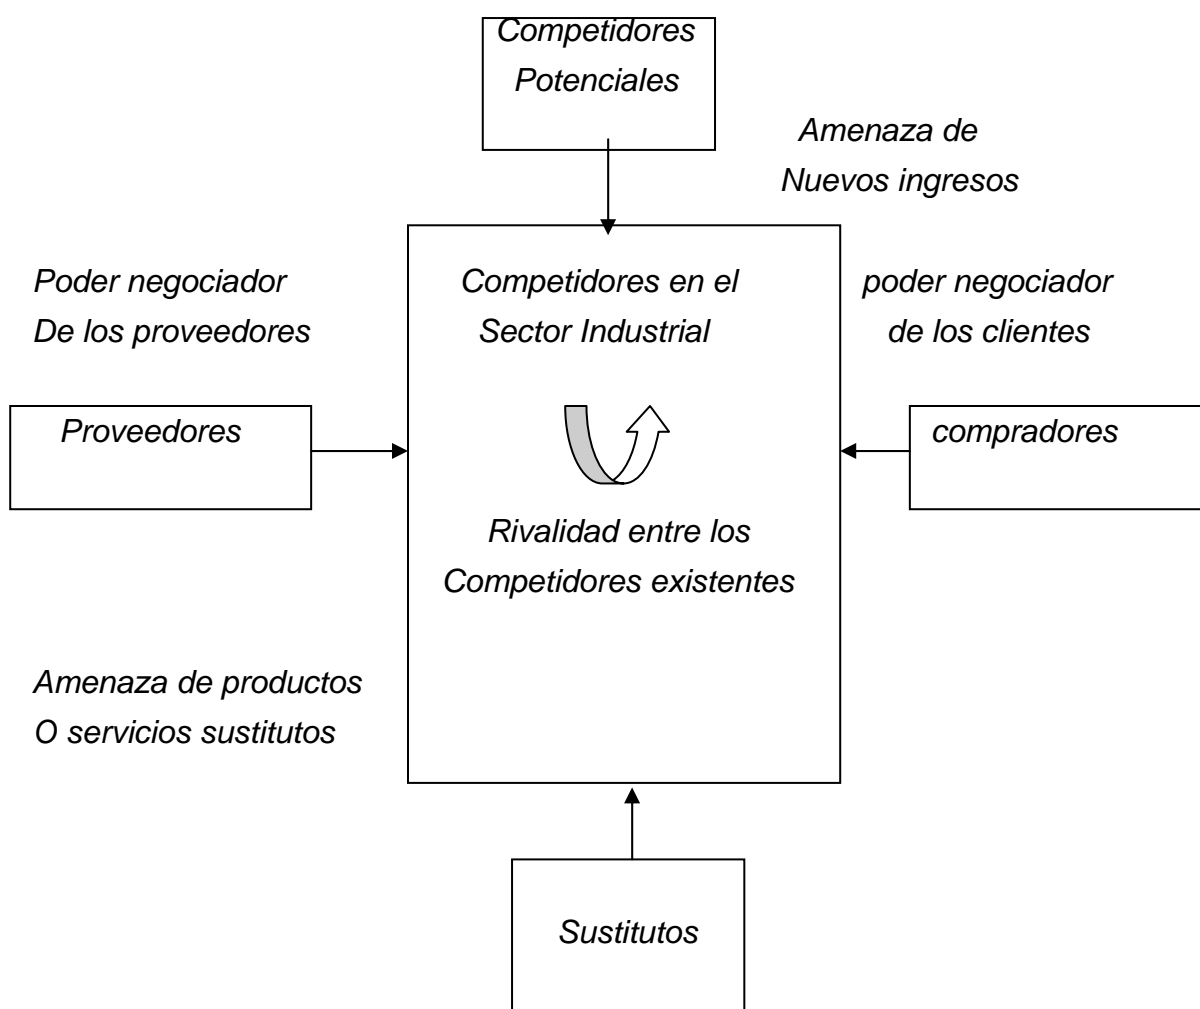 Competidores
Potenciales
Amenaza de
Nuevos ingresos
Poder negociador
De los proveedores
Competidores en el
Sector Industrial
poder negociador
de los clientes
Proveedores
compradores
Rivalidad entre los
Competidores existentes
Amenaza de productos
O servicios sustitutos
Sustitutos